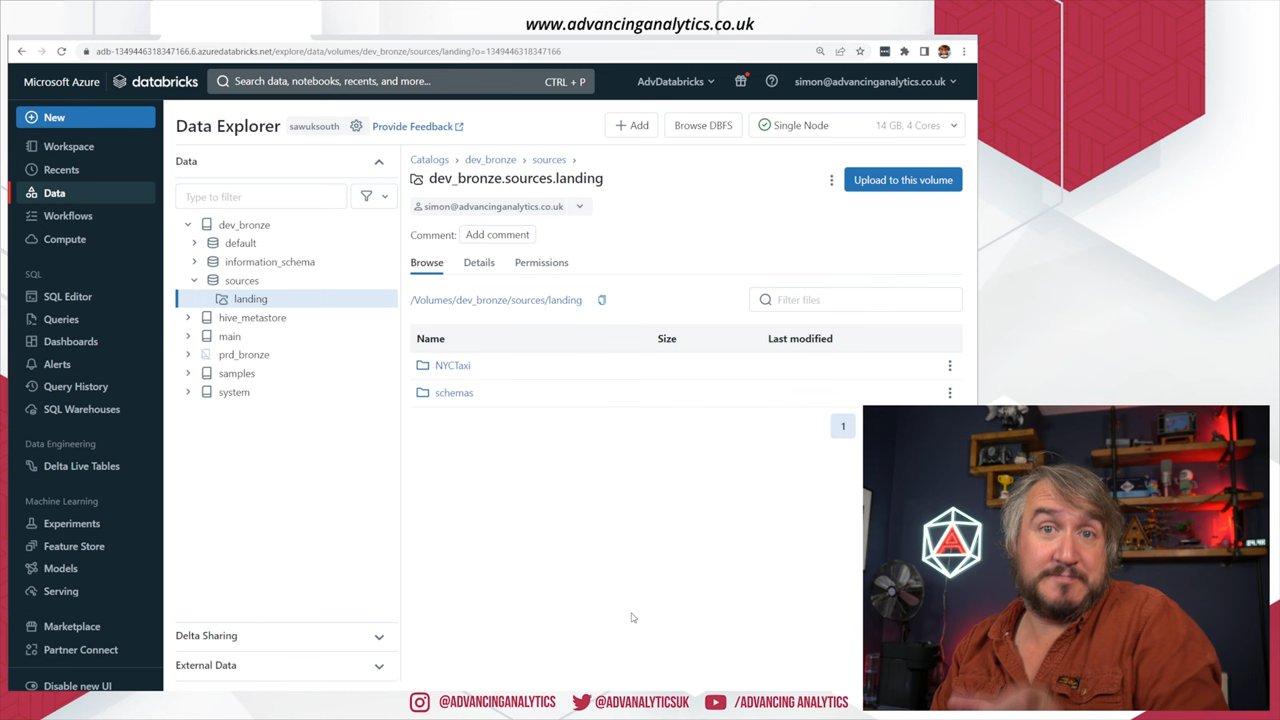 www.advancinganalytics.co.uk
adb-1349446318347166.6.azuredatabricks.net/explore/data/volumes/dev_bronze/sources/landing?o=1349446318347166
Microsoft Azure
databricks
Search data, notebooks, recents, and more...
CTRL + P
AdvDatabricks
simon@advancinganalytics.co.uk
New
Workspace
Recents
Data
Workflows
Compute
SQL
SQL Editor
Queries
Dashboards
Alerts
Query History
SQL Warehouses
Data Engineering
Delta Live Tables
Machine Learning
Experiments
Feature Store
Models
Serving
Marketplace
Partner Connect
Disable new UI
Data Explorer
sawuksouth
Provide Feedback
Add
Browse DBFS
Single Node
14 GB, 4 Cores
Data
Type to filter
dev_bronze
default
information_schema
sources
landing
hive_metastore
main
prd_bronze
samples
system
Delta Sharing
External Data
Catalogs > dev_bronze > sources >
dev_bronze.sources.landing
Upload to this volume
simon@advancinganalytics.co.uk
Comment:
Add comment
Browse
Details
Permissions
/Volumes/dev_bronze/sources/landing
Filter files
Name
Size
Last modified
NYCTaxi
schemas
1
A
@ADVANCINGANALYTICS
@ADVANALYTICSUK
/ADVANCING ANALYTICS